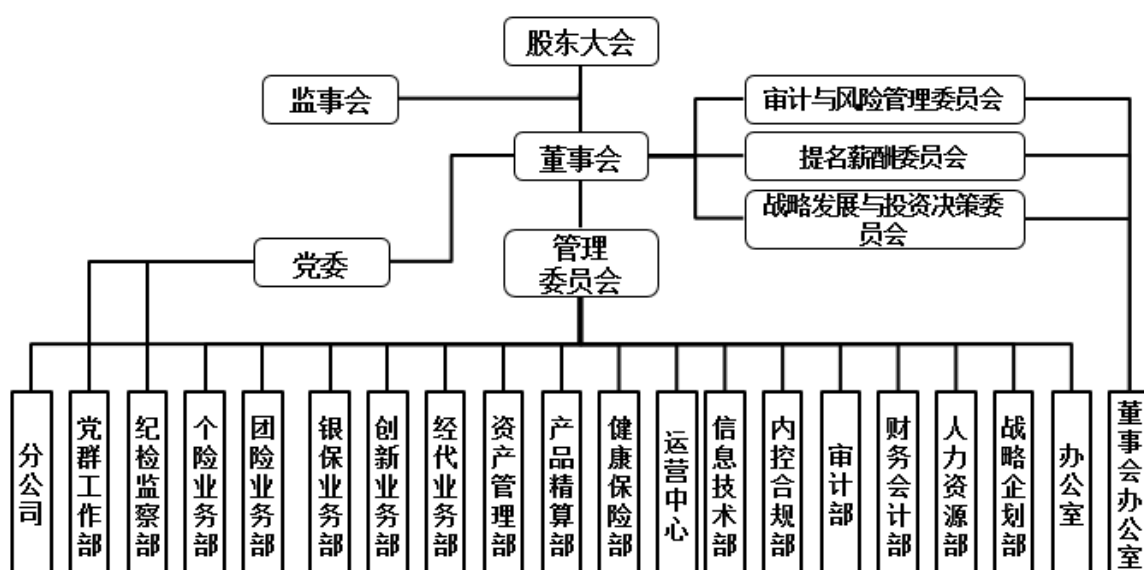 股东大会
监事会
审计与风险管理委员会
董事会
提名薪酬委员会
战略发展与投资决策委
员会
党委
管理
委员会
分公司
党群工作部
纪检监察部
个险业务部
团险业务部
银保业务部
创新业务部
经代业务部
资产管理部
产品精算部
健康保险部
运营中心
信息技术部
内控合规部
审计部
财务会计部
人力资源部
战略企划部
办公室
董事会办公室